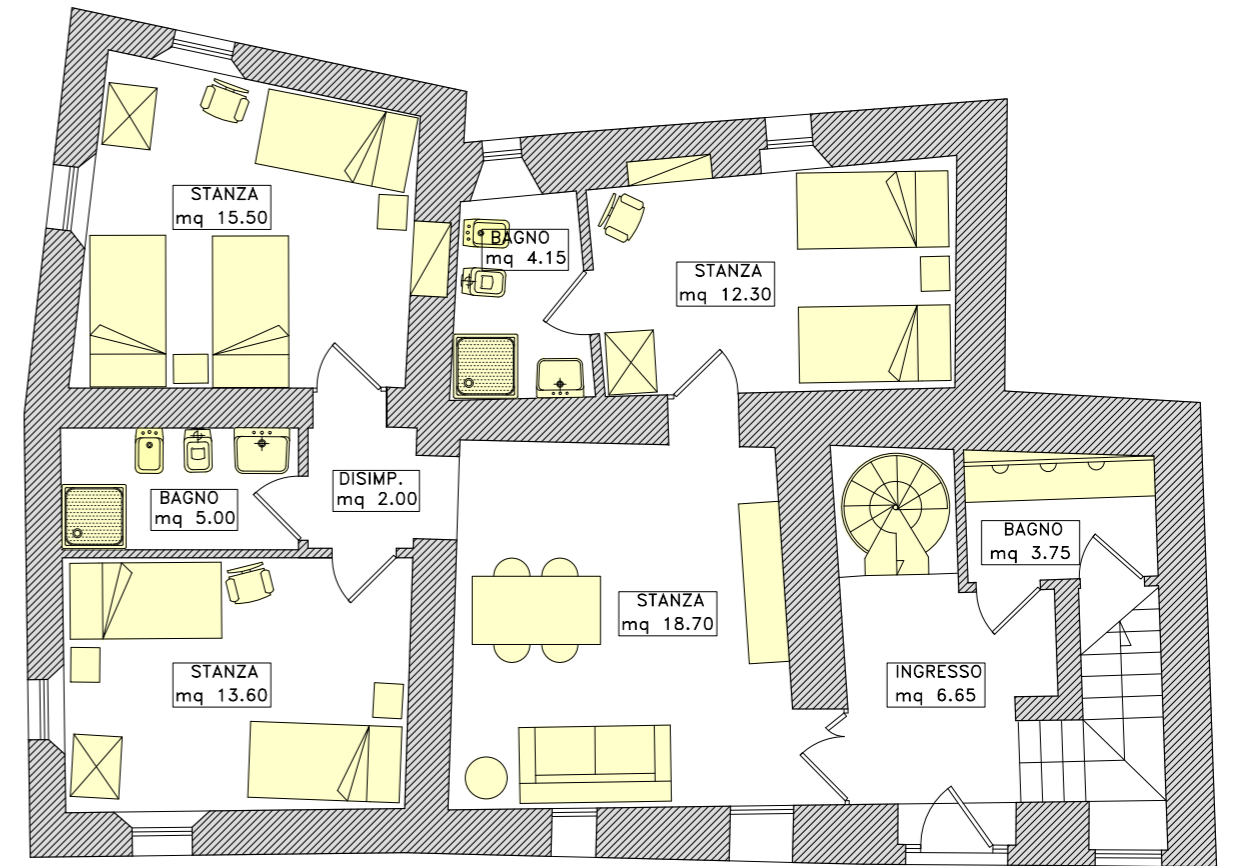 STANZA
mq 15.50
BAGNO
mq 4.15
STANZA
mq 12.30
BAGNO
mq 5.00
DISIMP.
mq 2.00
BAGNO
mq 3.75
STANZA
mq 18.70
STANZA
mq 13.60
INGRESSO
mq 6.65